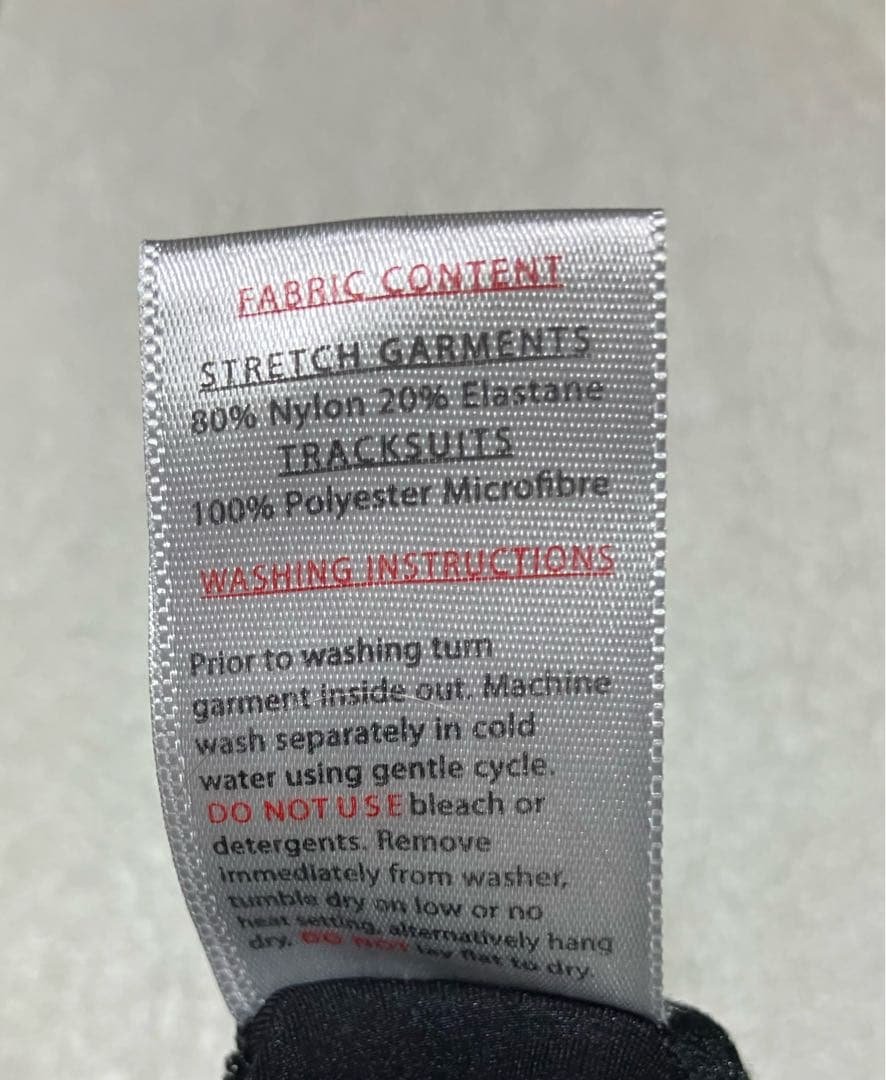 FABRIC CONTENT
STRETCH GARMENTS
80% Nylon 20% Elastane
TRACKSUITS
100% Polyester Microfibre
WASHING INSTRUCTIONS
Prior to washing turn
garment inside out. Machine
wash separately in cold
water using gentle cycle.
DO NOT USE bleach or
detergents. Remove
immediately from washer,
tumble dry on low or no
heat setting, alternatively hang
dry. DO NOT lay flat to dry.